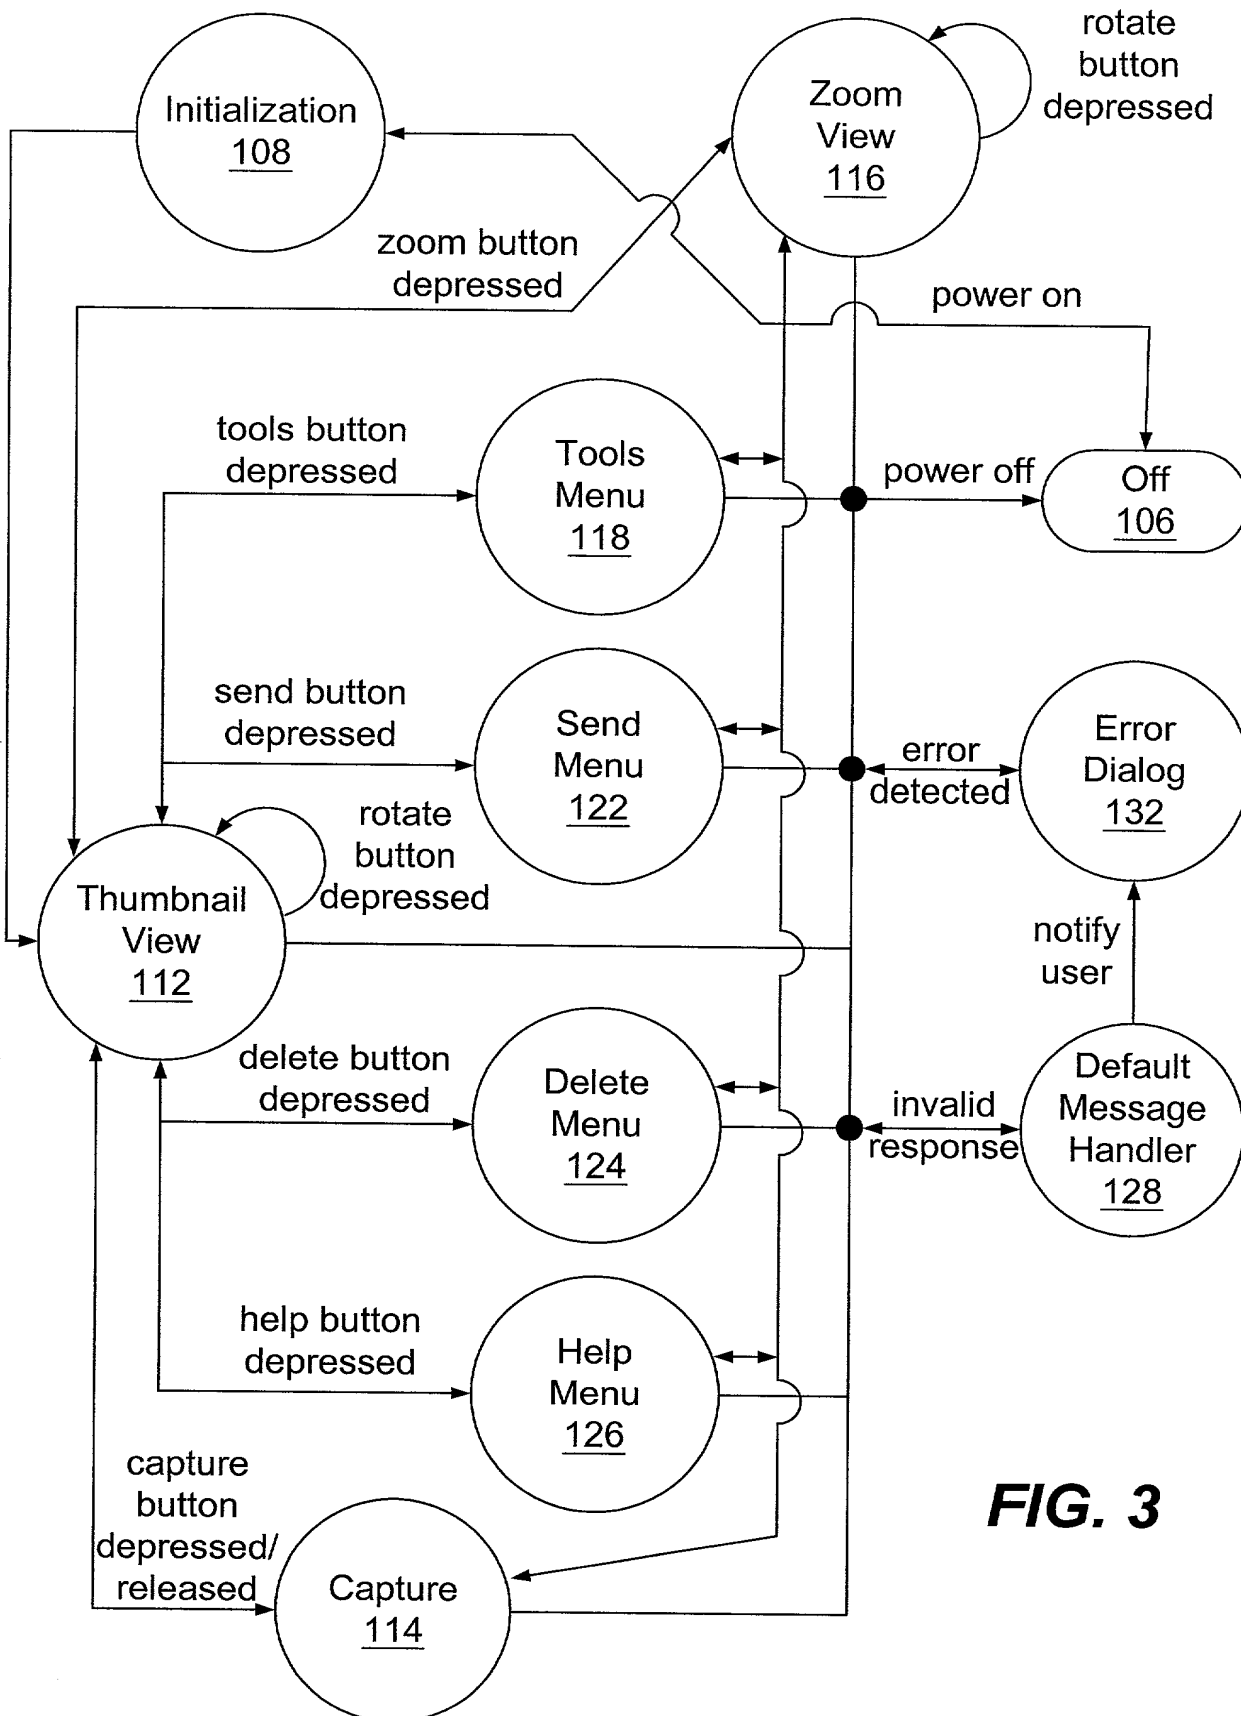 rotate
button
depressed
Initialization
108
Zoom
View
116
zoom button
depressed
power on
tools button
depressed
Tools
Menu
118
power off
Off
106
send button
depressed
Send
Menu
122
error
detected
Error
Dialog
132
rotate
button
depressed
Thumbnail
View
112
notify
user
delete button
depressed
Delete
Menu
124
invalid
response
Default
Message
Handler
128
help button
depressed
Help
Menu
126
capture
button
depressed/
released
Capture
114
FIG. 3